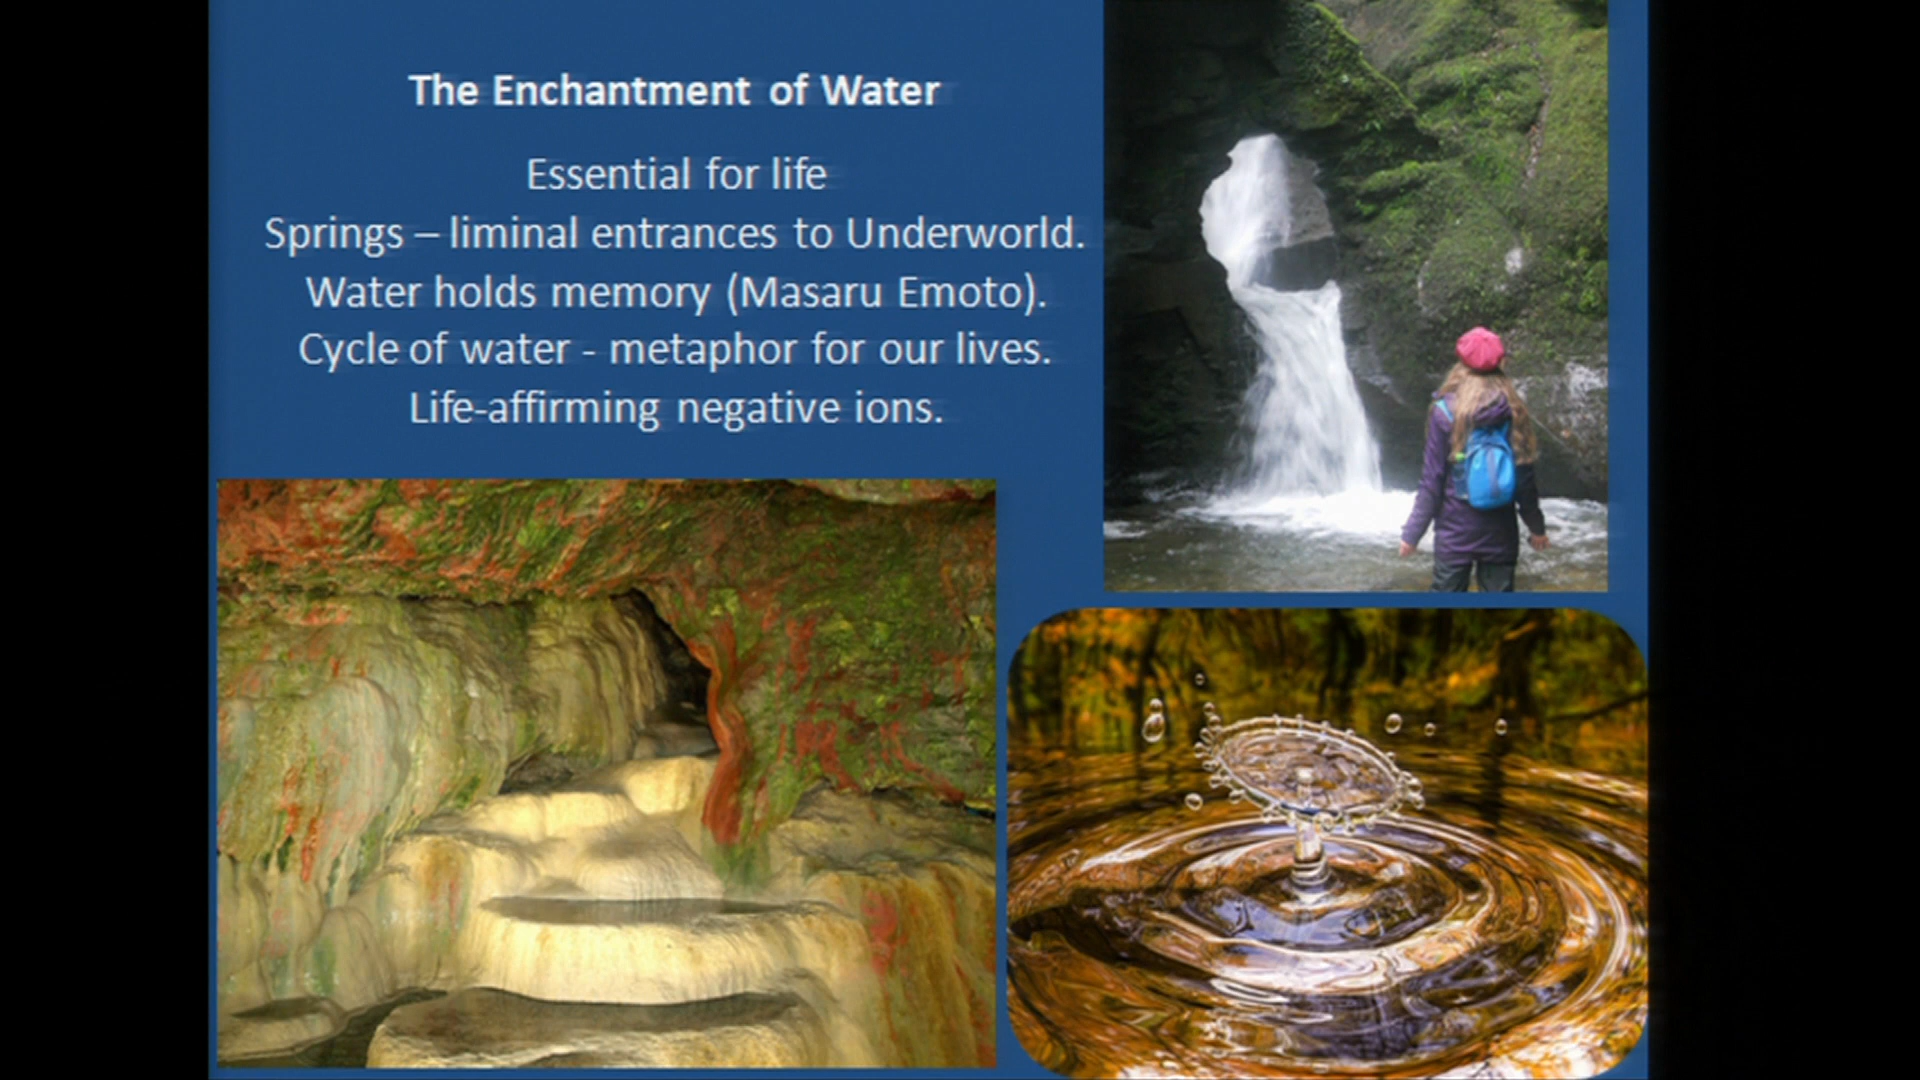 The Enchantment of Water
Essential for life
Springs – liminal entrances to Underworld.
Water holds memory (Masaru Emoto).
Cycle of water - metaphor for our lives.
Life-affirming negative ions.